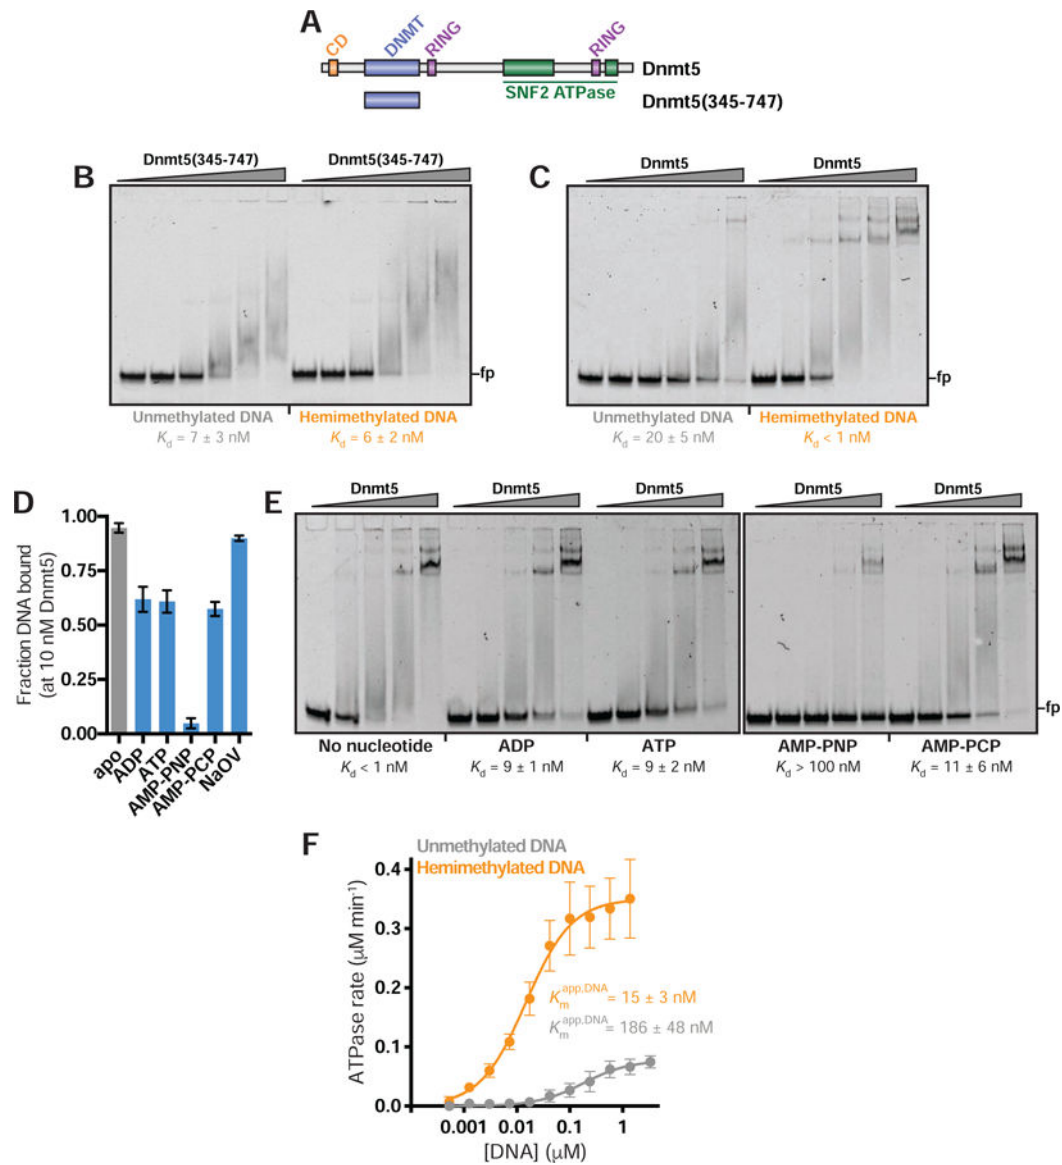 A
CD
DNMT
RING
RING
Dnmt5
SNF2 ATPase
Dnmt5(345-747)
B
Dnmt5(345-747)
Dnmt5(345-747)
fp
Unmethylated DNA
Hemimethylated DNA
Kd = 7 ± 3 nM
Kd = 6 ± 2 nM
C
Dnmt5
Dnmt5
fp
Unmethylated DNA
Hemimethylated DNA
Kd = 20 ± 5 nM
Kd < 1 nM
D
Fraction DNA bound
(at 10 nM Dnmt5)
1.00
0.75
0.50
0.25
0.00
apo
ADP
ATP
AMP-PNP
AMP-PCP
NaOV
E
Dnmt5
Dnmt5
Dnmt5
Dnmt5
Dnmt5
fp
No nucleotide
ADP
ATP
AMP-PNP
AMP-PCP
Kd < 1 nM
Kd = 9 ± 1 nM
Kd = 9 ± 2 nM
Kd > 100 nM
Kd = 11 ± 6 nM
F
Unmethylated DNA
Hemimethylated DNA
ATPase rate (µM min-1)
0.4
0.3
0.2
0.1
0.0
Km app,DNA = 15 ± 3 nM
Km app,DNA = 186 ± 48 nM
0.001
0.01
0.1
1
[DNA] (µM)